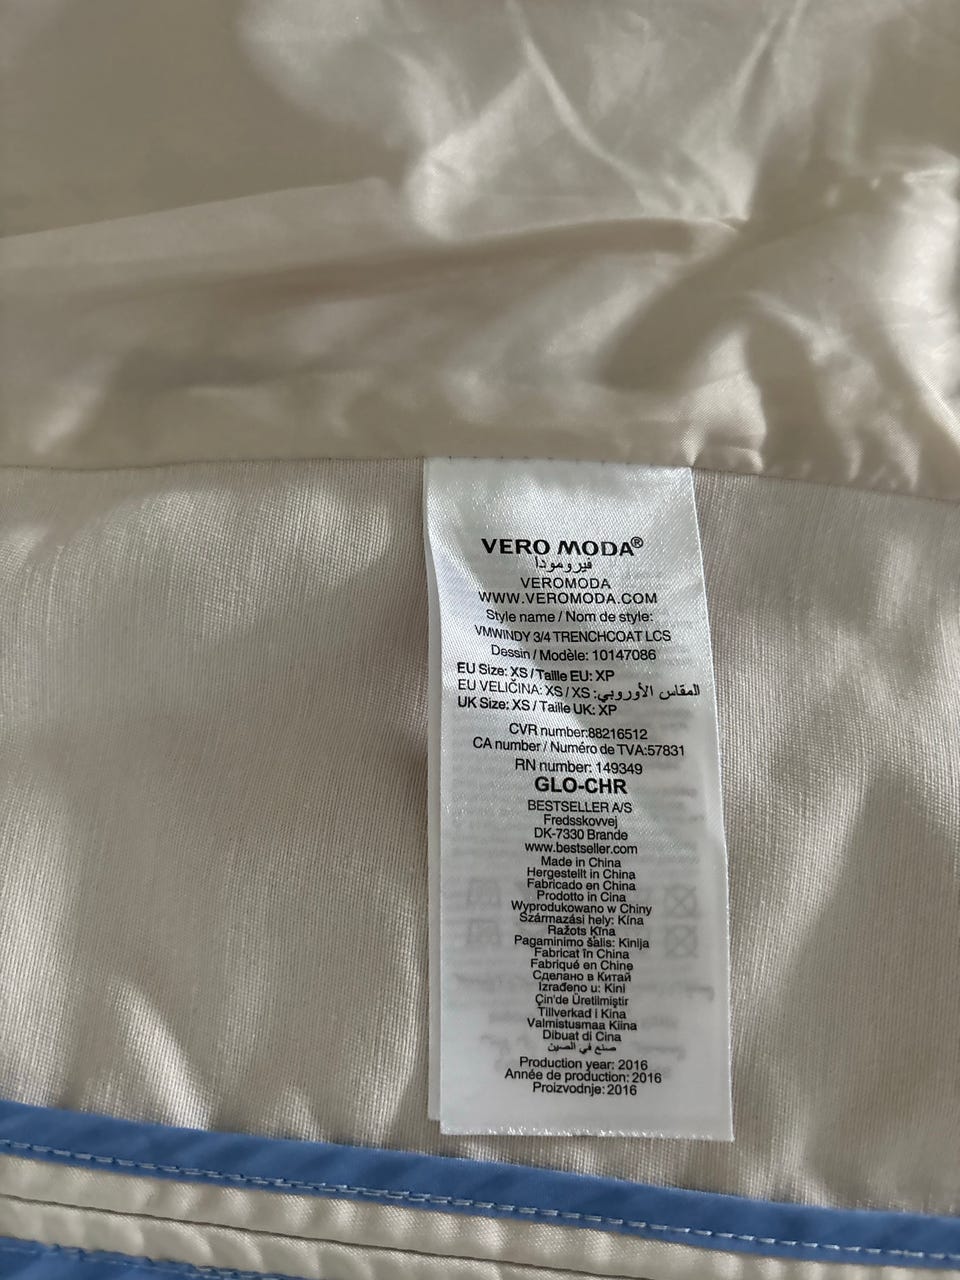 VERO MODA®
فيرومودا
VEROMODA
WWW.VEROMODA.COM
Style name / Nom de style:
VMWINDY 3/4 TRENCHCOAT LCS
Dessin / Modèle: 10147086
EU Size: XS / Taille EU: XP
EU VELIČINA: XS / XS :المقاس الأوروبي
UK Size: XS / Taille UK: XP
CVR number:88216512
CA number / Numéro de TVA:57831
RN number: 149349
GLO-CHR
BESTSELLER A/S
Fredsskovvej
DK-7330 Brande
www.bestseller.com
Made in China
Hergestellt in China
Fabricado en China
Prodotto in Cina
Wyprodukowano w Chiny
Származási hely: Kína
Ražots Ķīna
Pagaminimo šalis: Kinija
Fabricat în China
Fabriqué en Chine
Сделано в Китай
Izrađeno u: Kini
Çin'de Üretilmiştir
Tillverkad i Kina
Valmistusmaa Kiina
Dibuat di Cina
صنع في الصين
Production year: 2016
Année de production: 2016
Proizvodnje: 2016